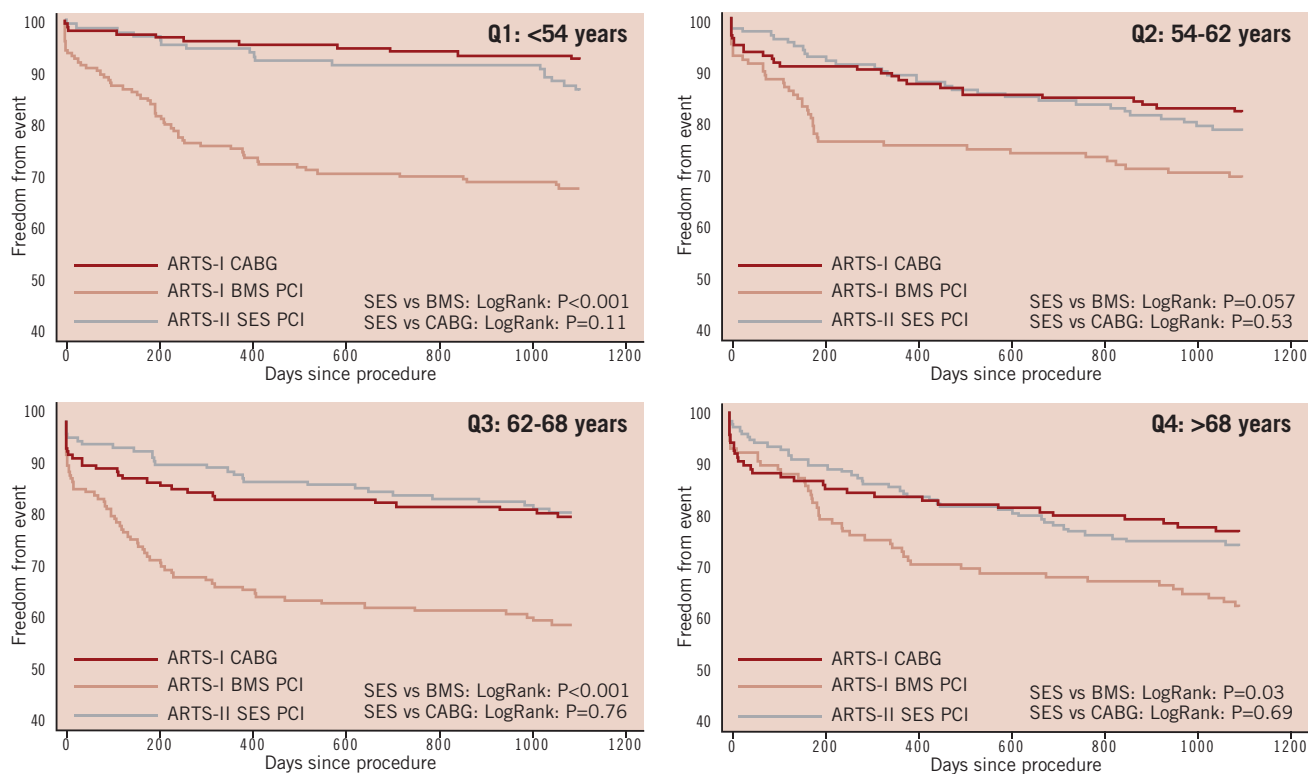 Q1: <54 years
Freedom from event
100
90
80
70
60
50
40
ARTS-I CABG
ARTS-I BMS PCI
ARTS-II SES PCI
SES vs BMS: LogRank: P<0.001
SES vs CABG: LogRank: P=0.11
0 200 400 600 800 1000 1200
Days since procedure
Q2: 54-62 years
Freedom from event
100
90
80
70
60
50
40
ARTS-I CABG
ARTS-I BMS PCI
ARTS-II SES PCI
SES vs BMS: LogRank: P=0.057
SES vs CABG: LogRank: P=0.53
0 200 400 600 800 1000 1200
Days since procedure
Q3: 62-68 years
Freedom from event
100
90
80
70
60
50
40
ARTS-I CABG
ARTS-I BMS PCI
ARTS-II SES PCI
SES vs BMS: LogRank: P<0.001
SES vs CABG: LogRank: P=0.76
0 200 400 600 800 1000 1200
Days since procedure
Q4: >68 years
Freedom from event
100
90
80
70
60
50
40
ARTS-I CABG
ARTS-I BMS PCI
ARTS-II SES PCI
SES vs BMS: LogRank: P=0.03
SES vs CABG: LogRank: P=0.69
0 200 400 600 800 1000 1200
Days since procedure